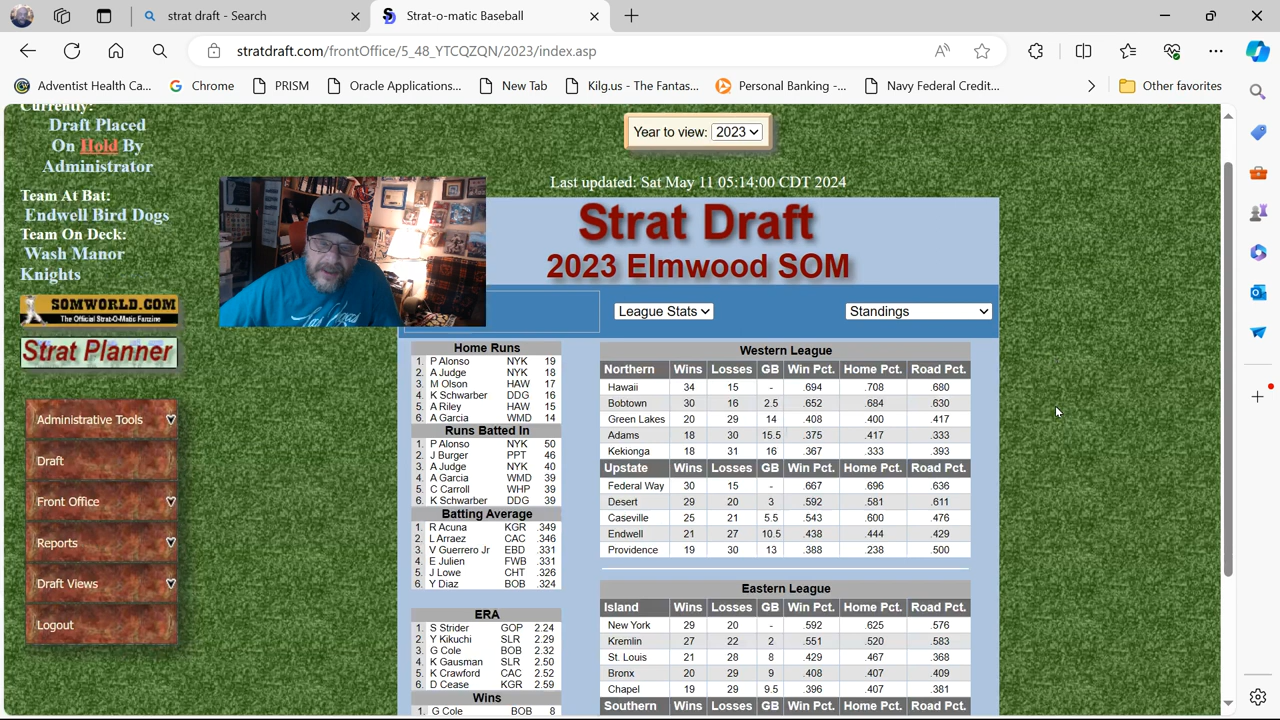 strat draft - Search
Strat-o-matic Baseball
stratdraft.com/frontOffice/5_48_YTCQZQN/2023/index.asp
Adventist Health Ca...
Chrome
PRISM
Oracle Applications...
New Tab
Kilg.us - The Fantas...
Personal Banking -...
Navy Federal Credit...
Other favorites
Currently:
Draft Placed
On Hold By
Administrator
Team At Bat:
Endwell Bird Dogs
Team On Deck:
Wash Manor
Knights
SOMWORLD.COM
The Official Strat-O-Matic Fanzine
Strat Planner
Administrative Tools
Draft
Front Office
Reports
Draft Views
Logout
Year to view: 2023
Last updated: Sat May 11 05:14:00 CDT 2024
Strat Draft
2023 Elmwood SOM
League Stats
Standings
Home Runs
1. P Alonso NYK 19
2. A Judge NYK 18
3. M Olson HAW 17
4. K Schwarber DDG 16
5. A Riley HAW 15
6. A Garcia WMD 14
Runs Batted In
1. P Alonso NYK 50
2. J Burger PPT 46
3. A Judge NYK 40
4. A Garcia WMD 39
5. C Carroll WHP 39
6. K Schwarber DDG 39
Batting Average
1. R Acuna KGR .349
2. L Arraez CAC .346
3. V Guerrero Jr EBD .331
4. E Julien FWB .331
5. J Lowe CHT .326
6. Y Diaz BOB .324
ERA
1. S Strider GOP 2.24
2. Y Kikuchi SLR 2.29
3. G Cole BOB 2.32
4. K Gausman SLR 2.50
5. K Crawford CAC 2.52
6. D Cease KGR 2.59
Wins
1. G Cole BOB 8
Western League
Northern Wins Losses GB Win Pct. Home Pct. Road Pct.
Hawaii 34 15 - .694 .708 .680
Bobtown 30 16 2.5 .652 .684 .630
Green Lakes 20 29 14 .408 .400 .417
Adams 18 30 15.5 .375 .417 .333
Kekionga 18 31 16 .367 .333 .393
Upstate Wins Losses GB Win Pct. Home Pct. Road Pct.
Federal Way 30 15 - .667 .696 .636
Desert 29 20 3 .592 .581 .611
Caseville 25 21 5.5 .543 .600 .476
Endwell 21 27 10.5 .438 .444 .429
Providence 19 30 13 .388 .238 .500
Eastern League
Island Wins Losses GB Win Pct. Home Pct. Road Pct.
New York 29 20 - .592 .625 .576
Kremlin 27 22 2 .551 .520 .583
St. Louis 21 28 8 .429 .467 .368
Bronx 20 29 9 .408 .407 .409
Chapel 19 29 9.5 .396 .407 .381
Southern Wins Losses GB Win Pct. Home Pct. Road Pct.